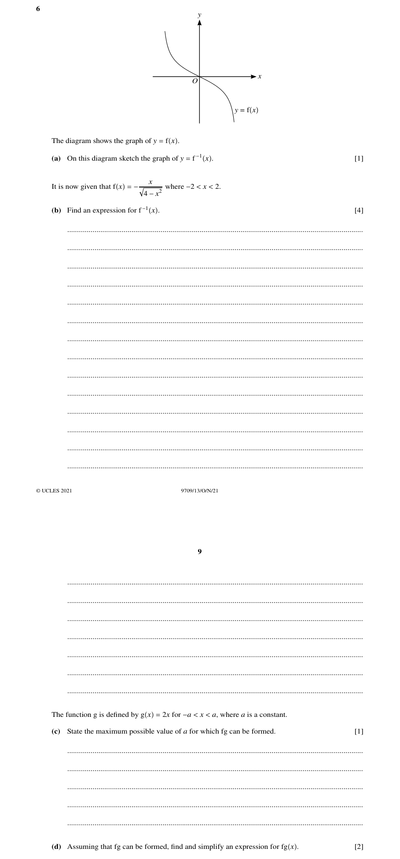 6
y
x
O
y = f(x)
The diagram shows the graph of y = f(x).
(a) On this diagram sketch the graph of y = f⁻¹(x). [1]
It is now given that f(x) = −x/√(4 − x²) where −2 < x < 2.
(b) Find an expression for f⁻¹(x). [4]
© UCLES 2021 9709/13/O/N/21
9
The function g is defined by g(x) = 2x for −a < x < a, where a is a constant.
(c) State the maximum possible value of a for which fg can be formed. [1]
(d) Assuming that fg can be formed, find and simplify an expression for fg(x). [2]